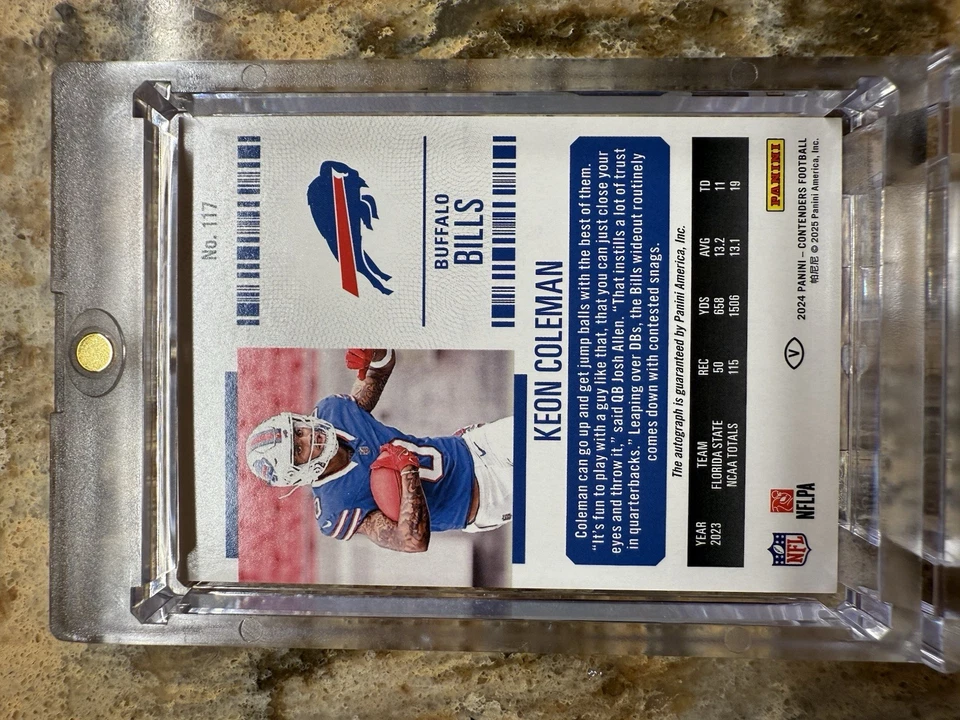 No. 117
BUFFALO
BILLS
0
KEON COLEMAN
Coleman can go up and get jump balls with the best of them.
“It’s fun to play with a guy like that, that you can just close your
eyes and throw it,” said QB Josh Allen. “That instills a lot of trust
in quarterbacks.” Leaping over DBs, the Bills wideout routinely
comes down with contested snags.
The autograph is guaranteed by Panini America, Inc.
YEAR TEAM REC YDS AVG TD
2023 FLORIDA STATE 50 658 13.2 11
NCAA TOTALS 115 1506 13.1 19
NFL
NFLPA
V
PANINI
2024 PANINI – CONTENDERS FOOTBALL
帕尼尼 © 2025 Panini America, Inc.